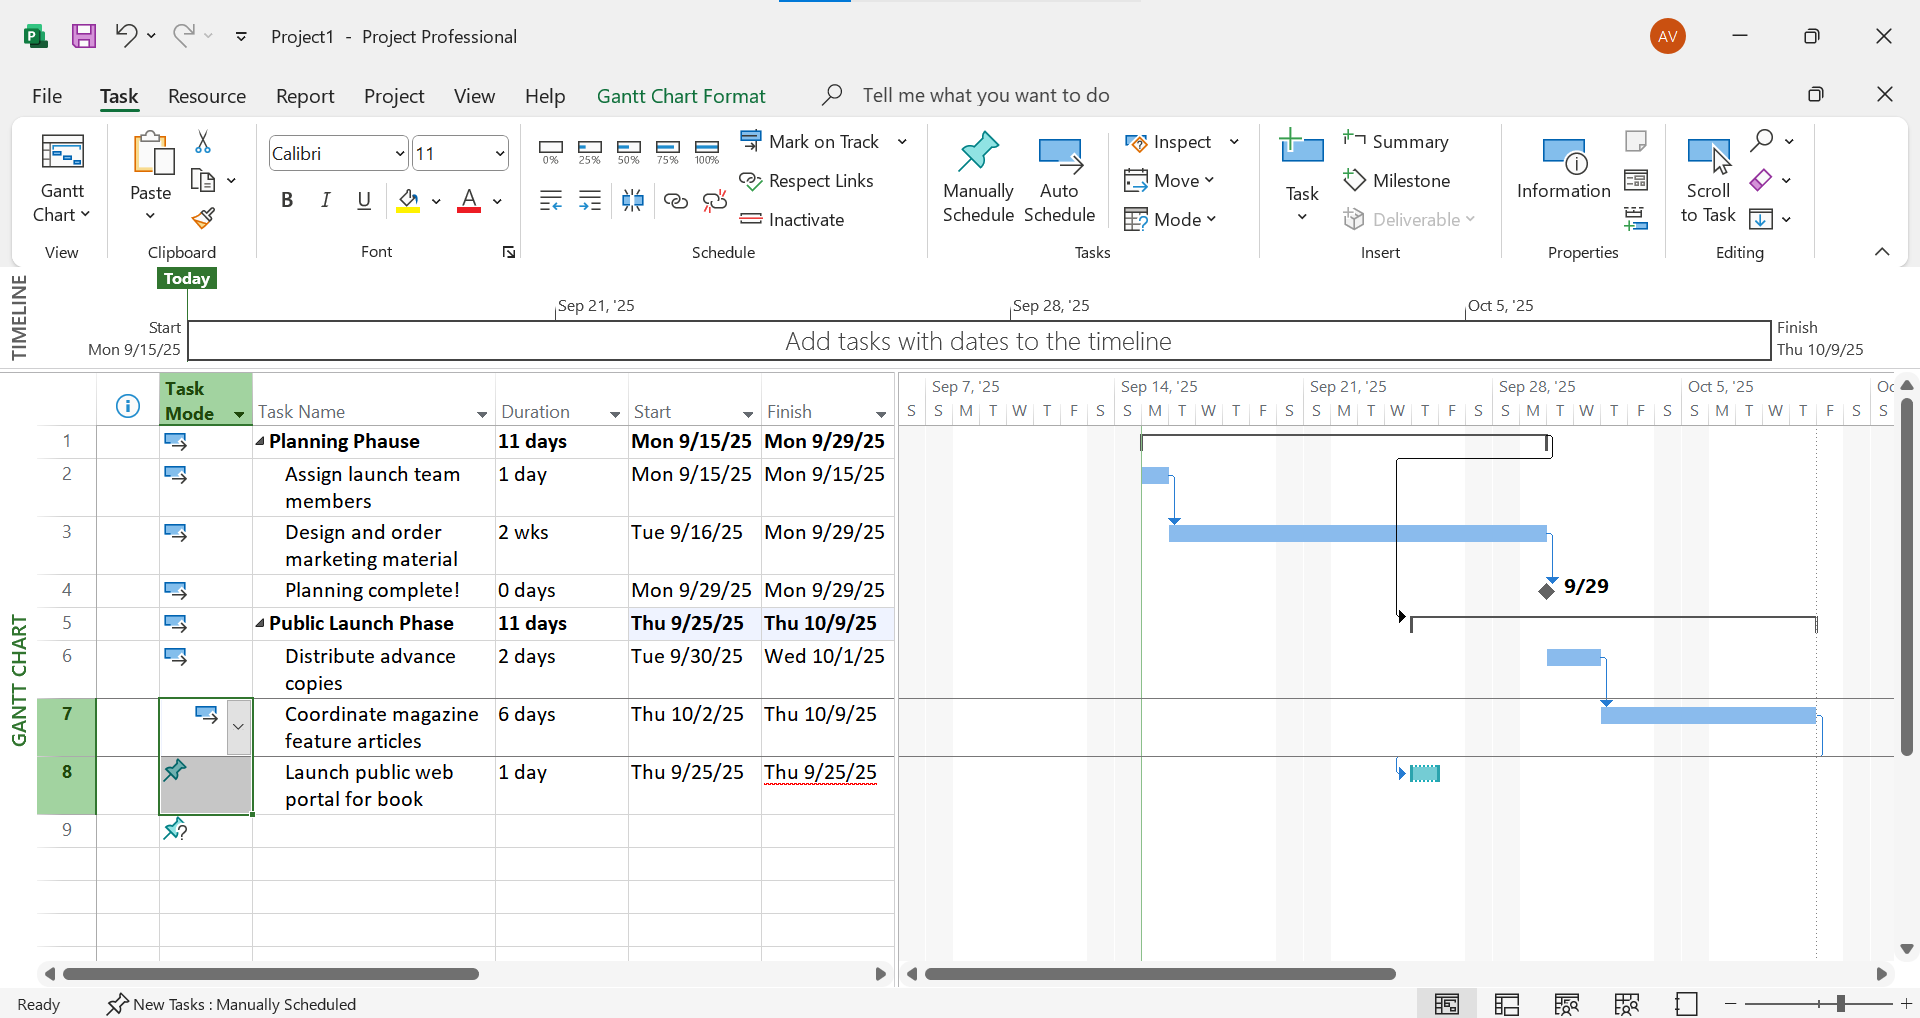 Project1 - Project Professional
AV
File Task Resource Report Project View Help Gantt Chart Format Tell me what you want to do
Gantt
Chart
View
Paste
Clipboard
Calibri 11
B I U A
Font
0% 25% 50% 75% 100%
Mark on Track
Respect Links
Inactivate
Schedule
Manually
Schedule
Auto
Schedule
Inspect
Move
Mode
Tasks
Task
Summary
Milestone
Deliverable
Insert
Information
Properties
Scroll
to Task
Editing
TIMELINE
Today
Sep 21, '25 Sep 28, '25 Oct 5, '25
Start
Mon 9/15/25
Add tasks with dates to the timeline
Finish
Thu 10/9/25
GANTT CHART
Task
Mode Task Name Duration Start Finish
1 Planning Phause 11 days Mon 9/15/25 Mon 9/29/25
2 Assign launch team 1 day Mon 9/15/25 Mon 9/15/25
members
3 Design and order 2 wks Tue 9/16/25 Mon 9/29/25
marketing material
4 Planning complete! 0 days Mon 9/29/25 Mon 9/29/25
5 Public Launch Phase 11 days Thu 9/25/25 Thu 10/9/25
6 Distribute advance 2 days Tue 9/30/25 Wed 10/1/25
copies
7 Coordinate magazine 6 days Thu 10/2/25 Thu 10/9/25
feature articles
8 Launch public web 1 day Thu 9/25/25 Thu 9/25/25
portal for book
9
Sep 7, '25 Sep 14, '25 Sep 21, '25 Sep 28, '25 Oct 5, '25 Oc
S S M T W T F S S M T W T F S S M T W T F S S M T W T F S S M T W T F S S
9/29
Ready New Tasks : Manually Scheduled